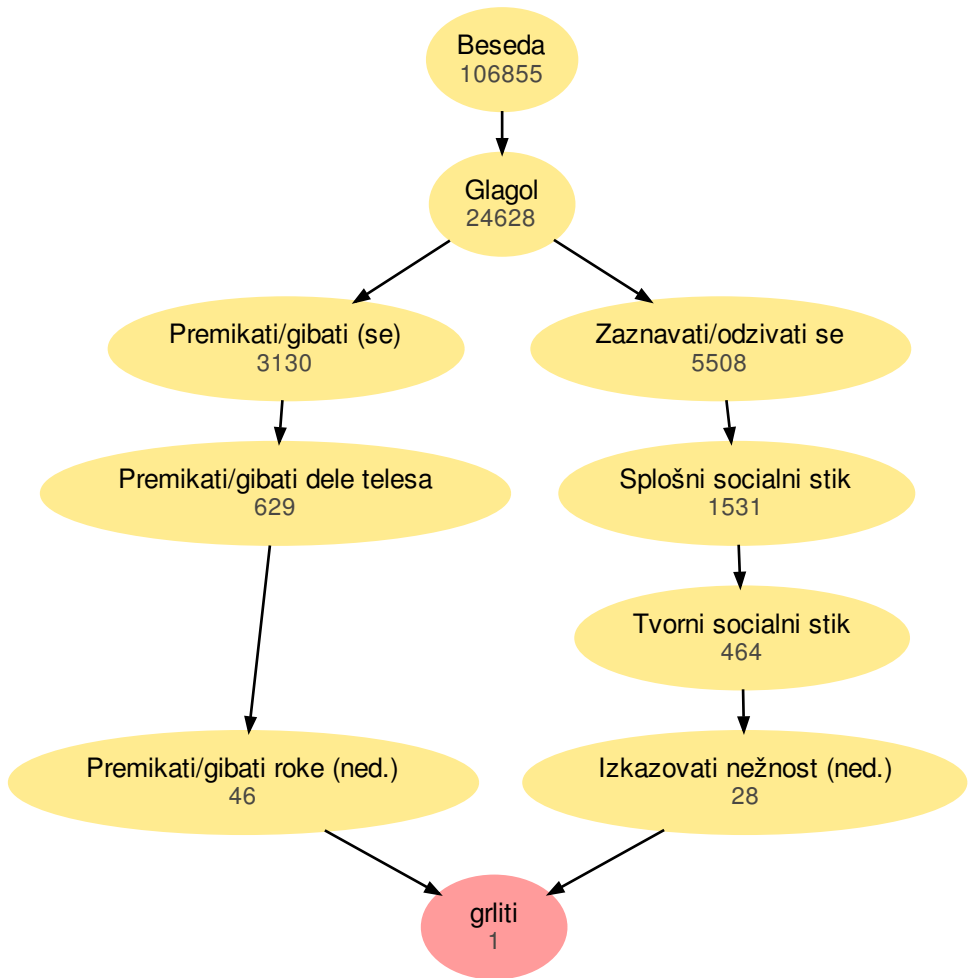 Beseda
106855
Glagol
24628
Premikati/gibati (se)
3130
Zaznavati/odzivati se
5508
Premikati/gibati dele telesa
629
Splošni socialni stik
1531
Tvorni socialni stik
464
Premikati/gibati roke (ned.)
46
Izkazovati nežnost (ned.)
28
grliti
1